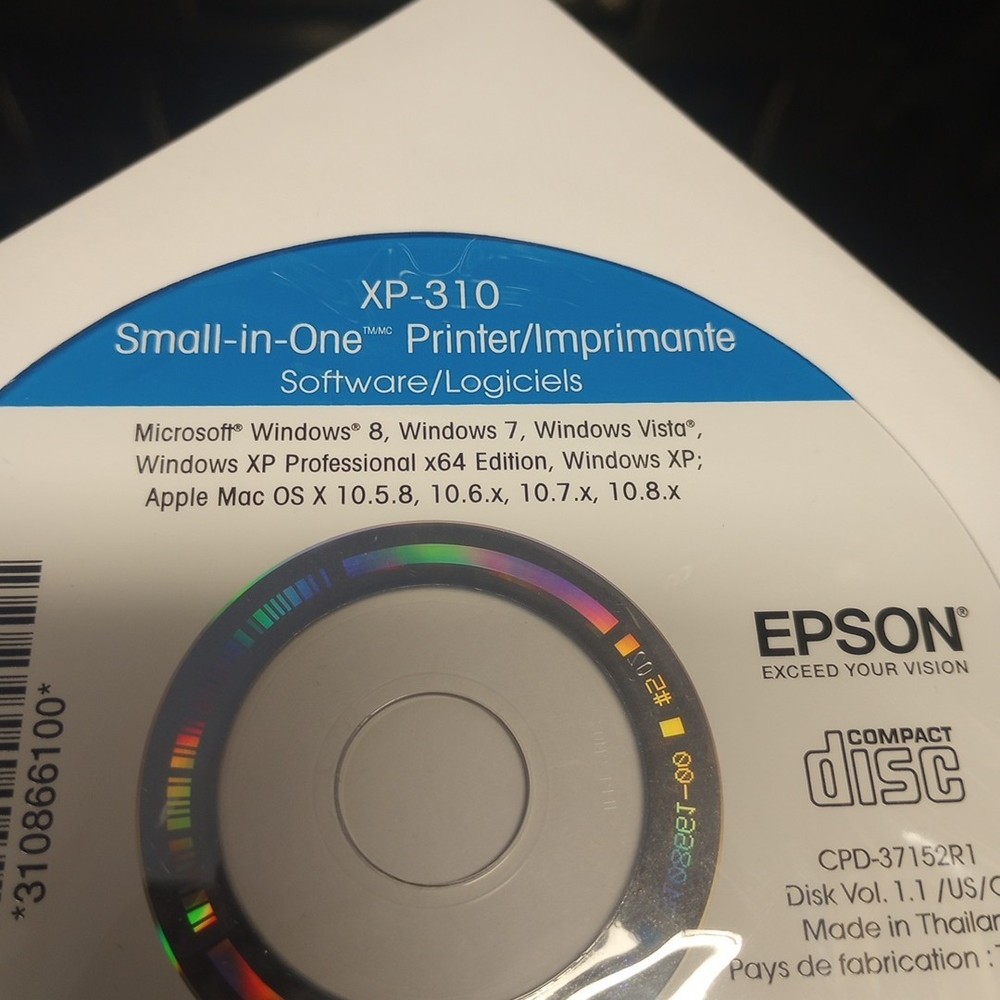 XP-310
Small-in-One™/MC Printer/Imprimante
Software/Logiciels
Microsoft® Windows® 8, Windows 7, Windows Vista®,
Windows XP Professional x64 Edition, Windows XP;
Apple Mac OS X 10.5.8, 10.6.x, 10.7.x, 10.8.x
*310866100*
EPSON®
EXCEED YOUR VISION
COMPACT
disc
CPD-37152R1
Disk Vol. 1.1 /US/C
Made in Thailan
Pays de fabrication :